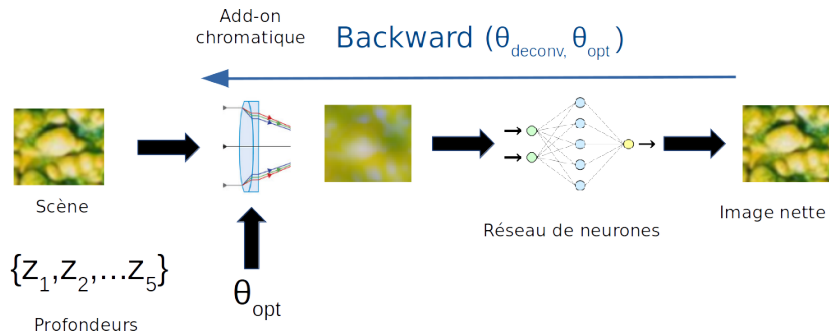 Add-on
chromatique
Backward (θdeconv, θopt)
Scène
Réseau de neurones
Image nette
{z1,z2,...z5}
θopt
Profondeurs